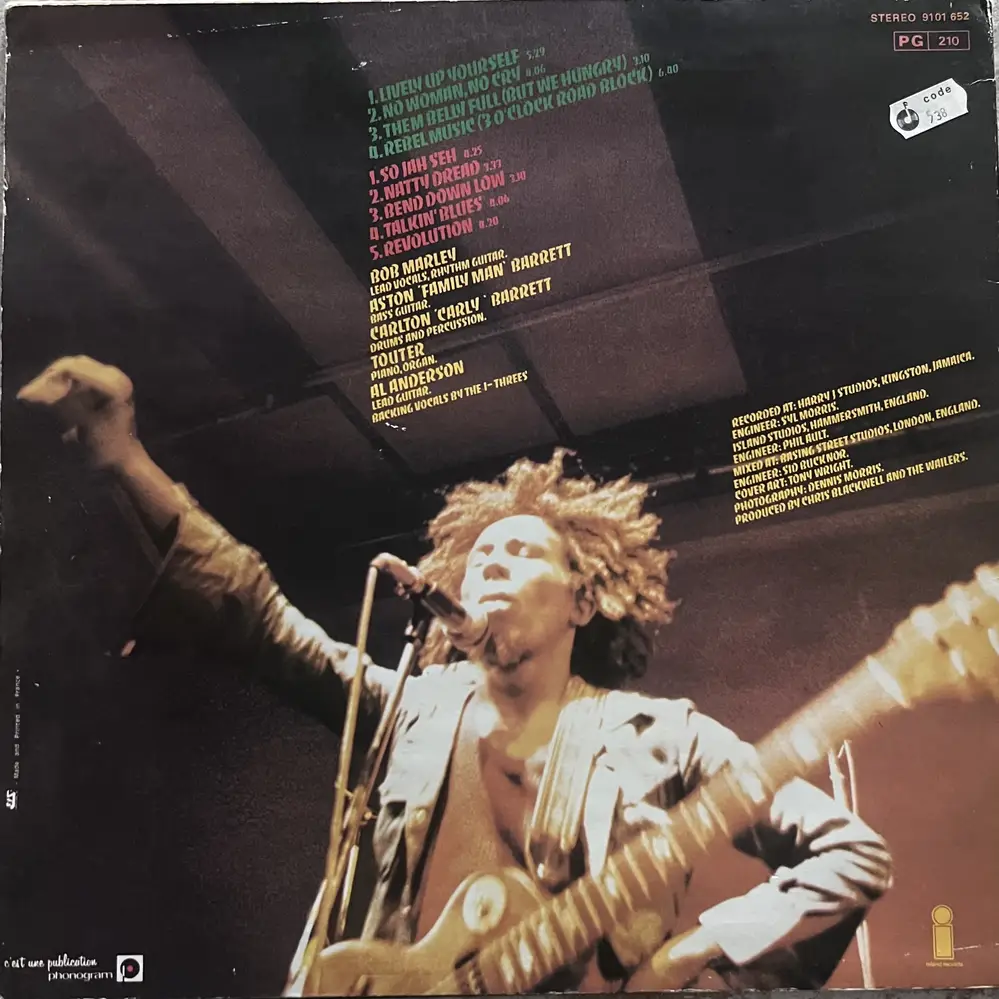 STEREO 9101 652
PG 210
code
538
1. LIVELY UP YOURSELF 5.29
2. NO WOMAN, NO CRY 4.06
3. THEM BELLY FULL (BUT WE HUNGRY) 3.10
4. REBEL MUSIC (3 O'CLOCK ROAD BLOCK) 6.40
1. SO JAH SEH 4.25
2. NATTY DREAD 3.33
3. BEND DOWN LOW 3.10
4. TALKIN' BLUES 4.06
5. REVOLUTION 4.20
BOB MARLEY
LEAD VOCALS, RHYTHM GUITAR.
ASTON 'FAMILY MAN' BARRETT
BASS GUITAR.
CARLTON 'CARLY' BARRETT
DRUMS AND PERCUSSION.
TOUTER
PIANO, ORGAN.
AL ANDERSON
LEAD GUITAR.
BACKING VOCALS BY THE I-THREES
RECORDED AT: HARRY J STUDIOS, KINGSTON, JAMAICA.
ENGINEER: SYL MORRIS.
ISLAND STUDIOS, HAMMERSMITH, ENGLAND.
ENGINEER: PHIL AULT.
MIXED AT: BASING STREET STUDIOS, LONDON, ENGLAND.
ENGINEER: SID BUCKNOR.
COVER ART: TONY WRIGHT.
PHOTOGRAPHY: DENNIS MORRIS.
PRODUCED BY CHRIS BLACKWELL AND THE WAILERS.
Made and Printed in France
c'est une publication
phonogram
Island Records